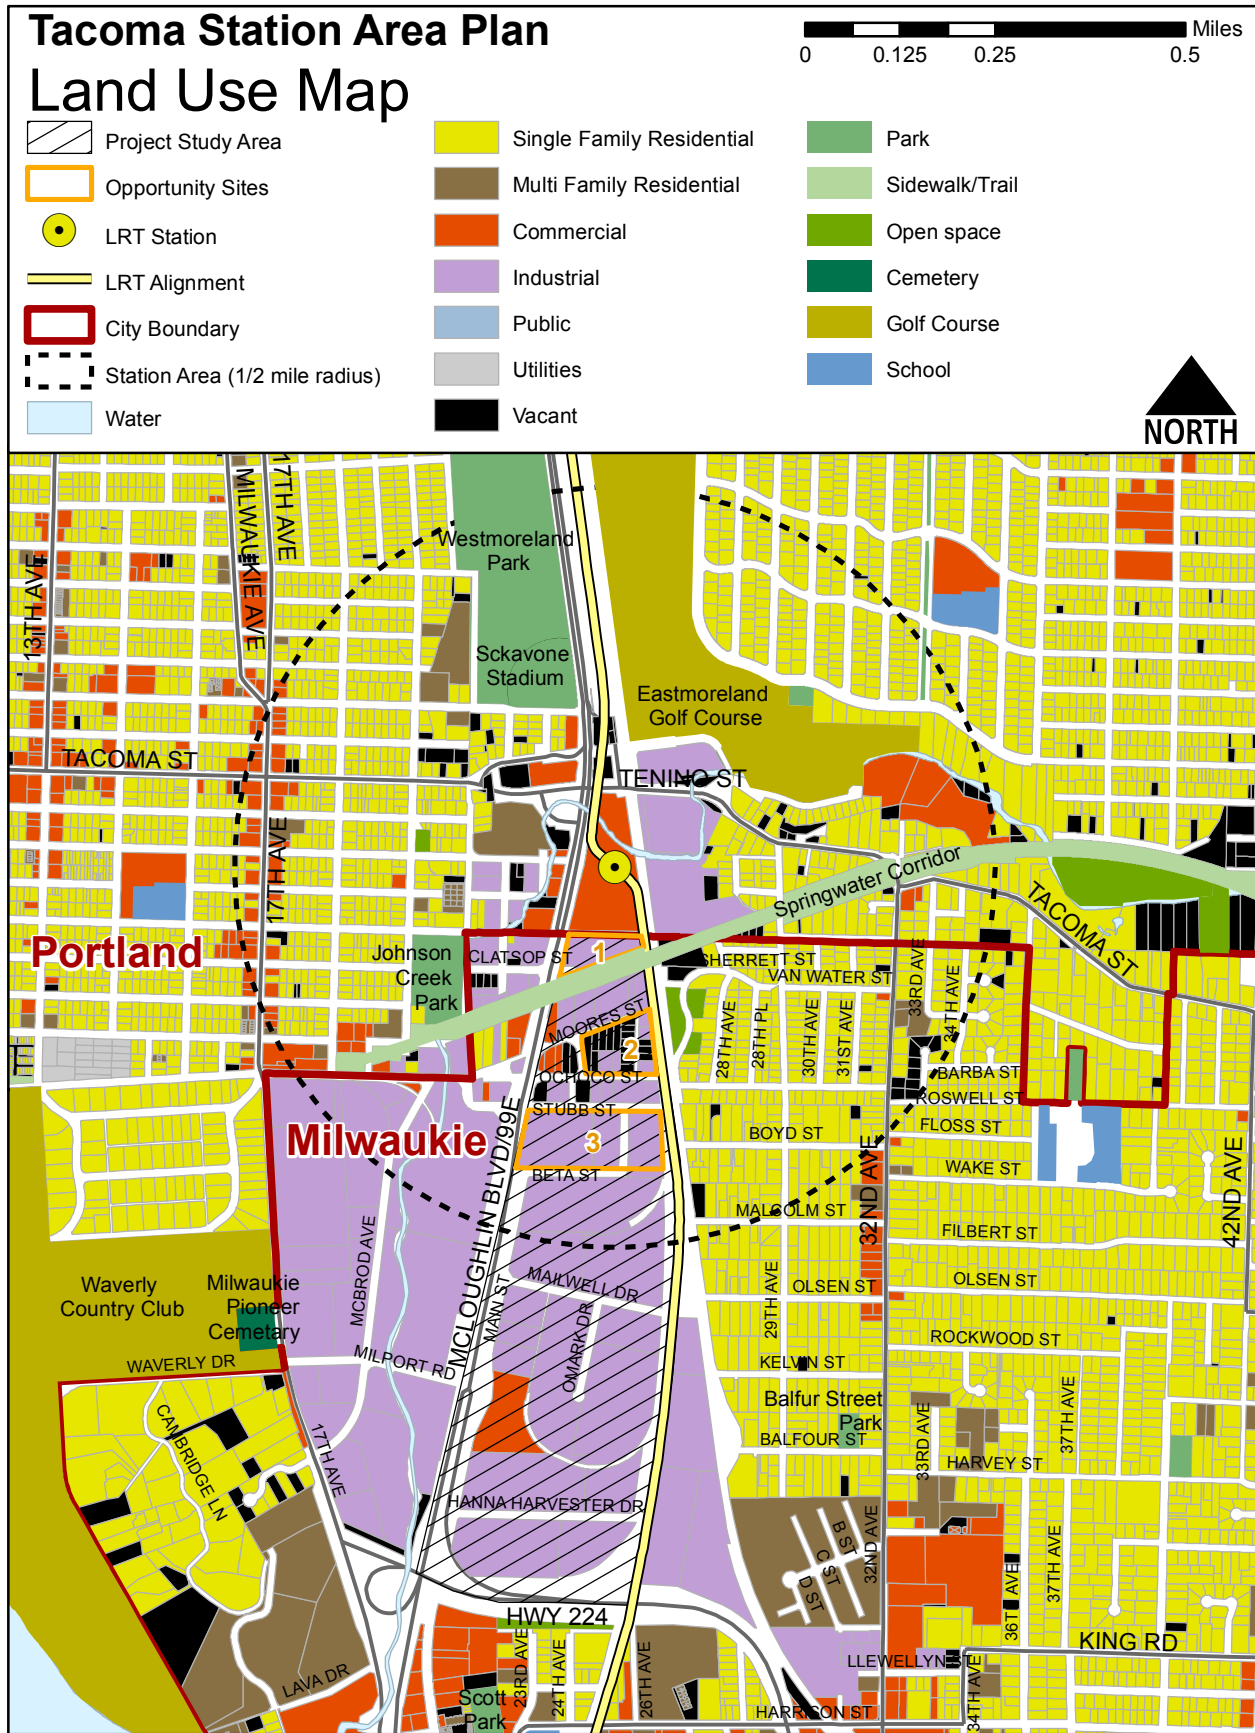 Tacoma Station Area Plan
Land Use Map
Miles
0 0.125 0.25 0.5
Project Study Area
Opportunity Sites
LRT Station
LRT Alignment
City Boundary
Station Area (1/2 mile radius)
Water
Single Family Residential
Multi Family Residential
Commercial
Industrial
Public
Utilities
Vacant
Park
Sidewalk/Trail
Open space
Cemetery
Golf Course
School
NORTH
17TH AVE
MILWAUKIE AVE
13TH AVE
Westmoreland
Park
Sckavone
Stadium
Eastmoreland
Golf Course
TACOMA ST
TENINO ST
17TH AVE
Springwater Corridor
TACOMA ST
Portland
Johnson
Creek
Park
CLATSOP ST
1
SHERRETT ST
VAN WATER ST
33RD AVE
34TH AVE
MOORES ST
2
28TH AVE
28TH PL
30TH AVE
31ST AVE
OCHOCO ST
BARBA ST
ROSWELL ST
STUBB ST
FLOSS ST
Milwaukie
3
BOYD ST
WAKE ST
BETA ST
32ND AVE
42ND AVE
MCLOUGHLIN BLVD/99E
MALCOLM ST
FILBERT ST
MCBROD AVE
MAILWELL DR
OLSEN ST
OLSEN ST
Waverly
Country Club
Milwaukie
Pioneer
Cemetary
MAIN ST
OMARK DR
29TH AVE
ROCKWOOD ST
WAVERLY DR
MILPORT RD
KELVIN ST
Balfur Street
Park
37TH AVE
CAMBRIDGE LN
17TH AVE
BALFOUR ST
33RD AVE
HARVEY ST
HANNA HARVESTER DR
B ST
C ST
D ST
32ND AVE
37TH AVE
36TH AVE
HWY 224
KING RD
LAVA DR
23RD AVE
24TH AVE
26TH AVE
LLEWELLYN ST
34TH AVE
Scott
Park
HARRISON ST